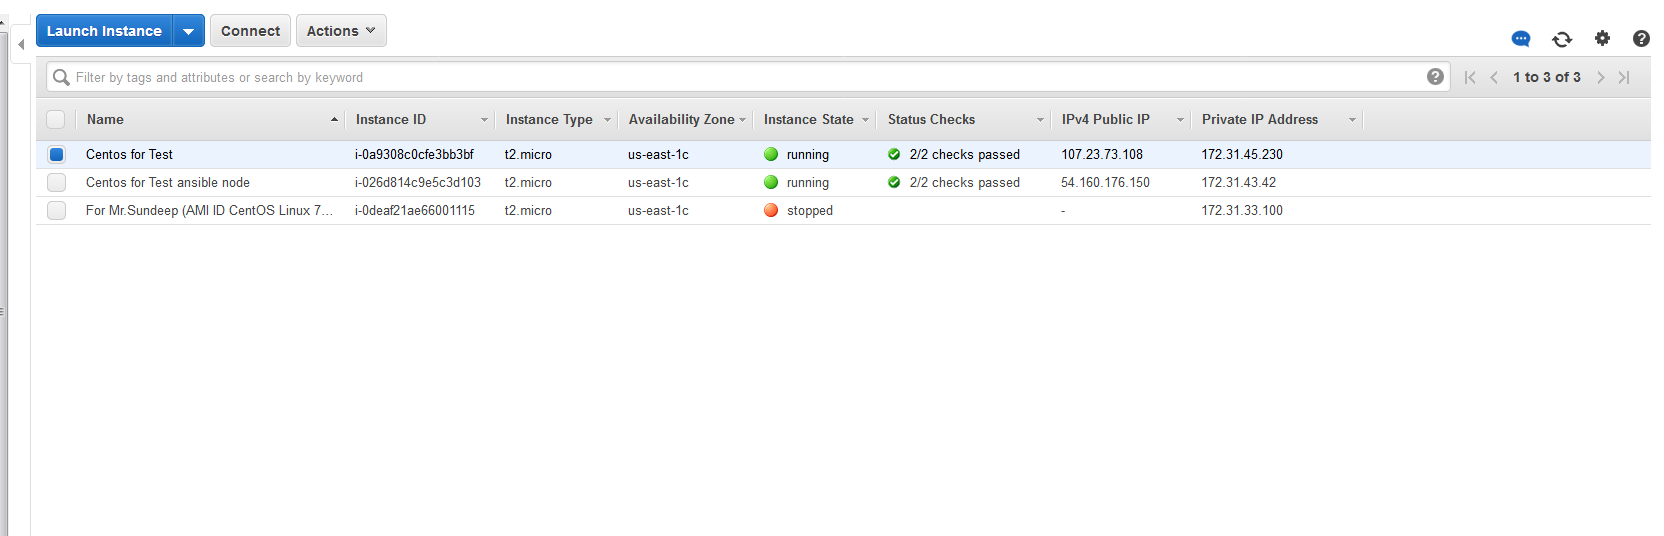 Launch Instance Connect Actions
Filter by tags and attributes or search by keyword 1 to 3 of 3
Name Instance ID Instance Type Availability Zone Instance State Status Checks IPv4 Public IP Private IP Address
Centos for Test i-0a9308c0cfe3bb3bf t2.micro us-east-1c running 2/2 checks passed 107.23.73.108 172.31.45.230
Centos for Test ansible node i-026d814c9e5c3d103 t2.micro us-east-1c running 2/2 checks passed 54.160.176.150 172.31.43.42
For Mr.Sundeep (AMI ID CentOS Linux 7... i-0deaf21ae66001115 t2.micro us-east-1c stopped - 172.31.33.100